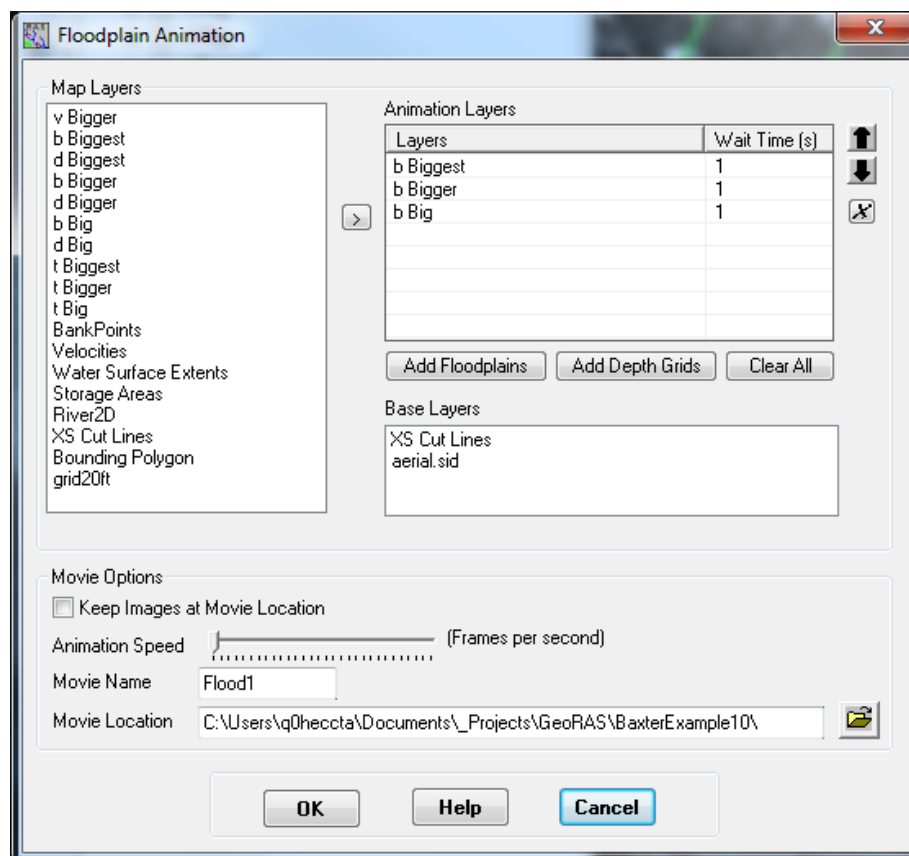 Floodplain Animation
x
Map Layers
v Bigger
b Biggest
d Biggest
b Bigger
d Bigger
b Big
d Big
t Biggest
t Bigger
t Big
BankPoints
Velocities
Water Surface Extents
Storage Areas
River2D
XS Cut Lines
Bounding Polygon
grid20ft
>
Animation Layers
Layers Wait Time (s)
b Biggest 1
b Bigger 1
b Big 1
x
Add Floodplains Add Depth Grids Clear All
Base Layers
XS Cut Lines
aerial.sid
Movie Options
Keep Images at Movie Location
Animation Speed (Frames per second)
Movie Name Flood1
Movie Location C:\Users\q0heccta\Documents\_Projects\GeoRAS\BaxterExample10\
OK Help Cancel